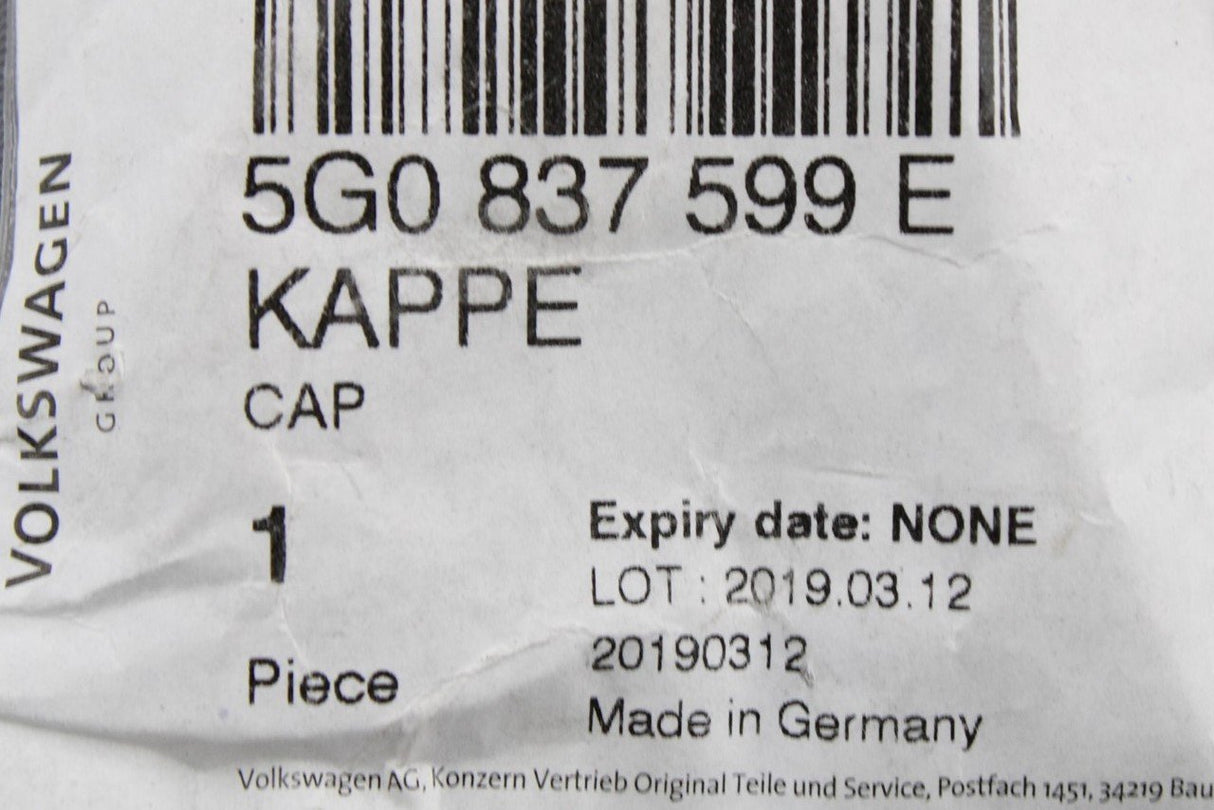 5G0 837 599 E
KAPPE
CAP
1
Piece
Expiry date: NONE
LOT : 2019.03.12
20190312
Made in Germany
Volkswagen AG, Konzern Vertrieb Original Teile und Service, Postfach 1451, 34219 Bau
VOLKSWAGEN
GROUP